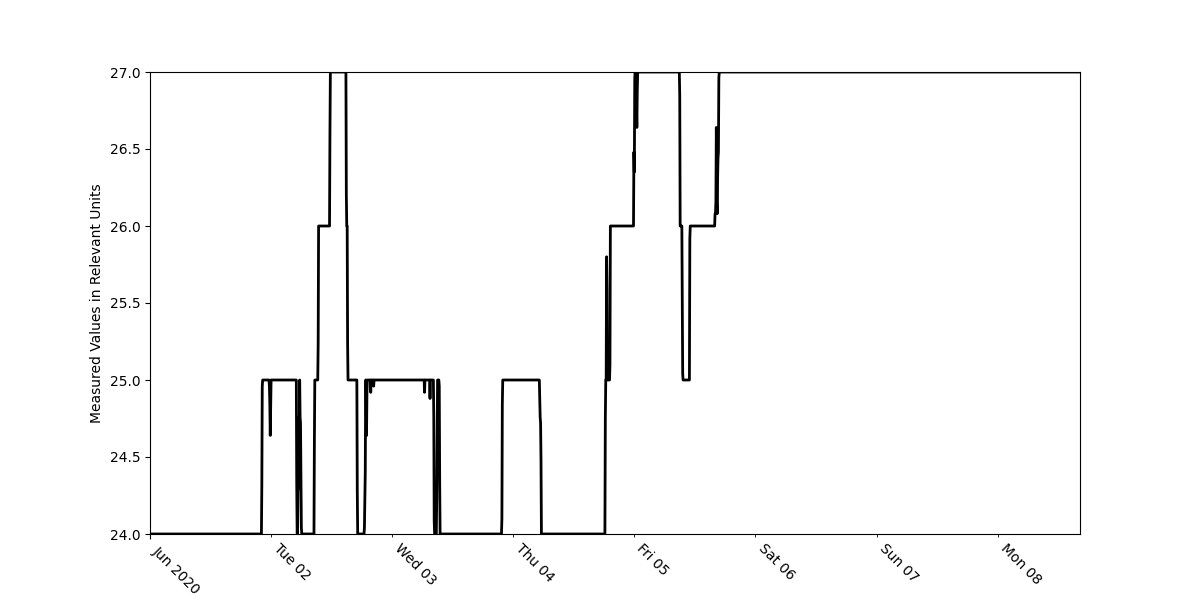 27.0
26.5
26.0
25.5
25.0
24.5
24.0
Measured Values in Relevant Units
Jun 2020
Tue 02
Wed 03
Thu 04
Fri 05
Sat 06
Sun 07
Mon 08